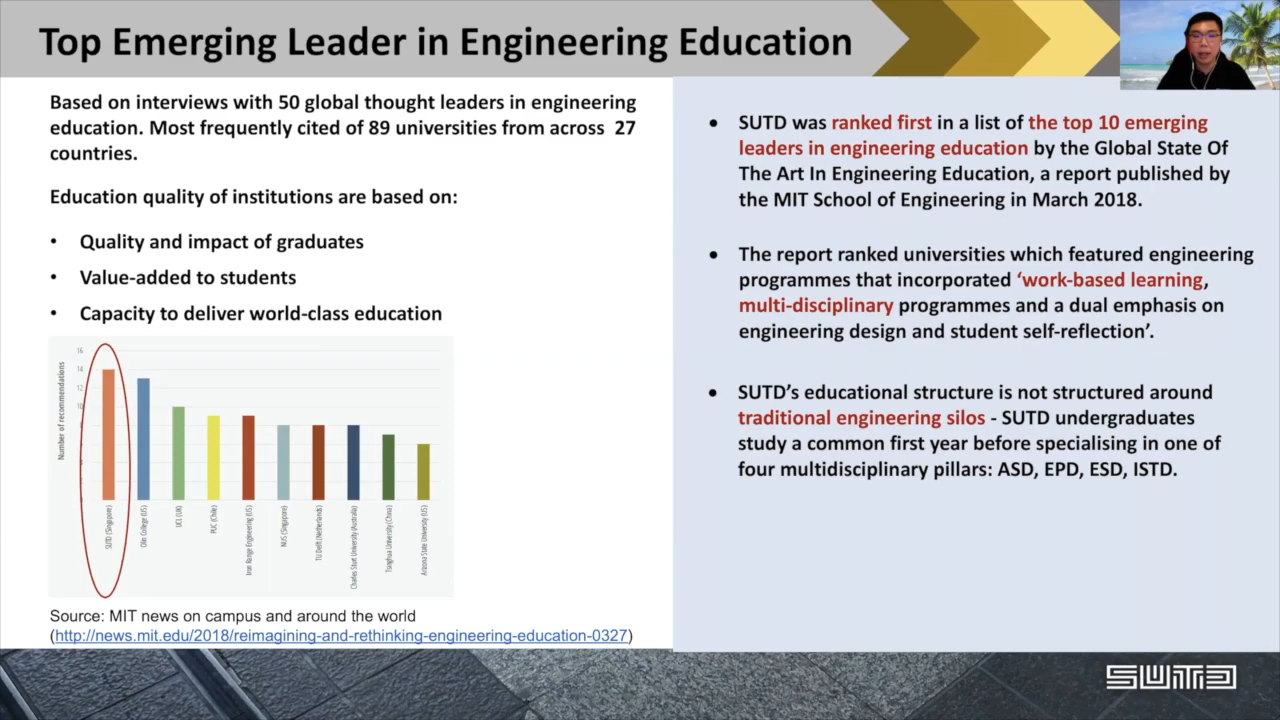 Top Emerging Leader in Engineering Education
Based on interviews with 50 global thought leaders in engineering
education. Most frequently cited of 89 universities from across 27
countries.
Education quality of institutions are based on:
• Quality and impact of graduates
• Value-added to students
• Capacity to deliver world-class education
Number of recommendations
16
14
12
10
SUTD (Singapore)
Olin College (US)
UCL (UK)
PUC (Chile)
Iron Range Engineering (US)
NUS (Singapore)
TU Delft (Netherlands)
Charles Sturt University (Australia)
Tsinghua University (China)
Arizona State University (US)
Source: MIT news on campus and around the world
(http://news.mit.edu/2018/reimagining-and-rethinking-engineering-education-0327)
• SUTD was ranked first in a list of the top 10 emerging
leaders in engineering education by the Global State Of
The Art In Engineering Education, a report published by
the MIT School of Engineering in March 2018.
• The report ranked universities which featured engineering
programmes that incorporated ‘work-based learning,
multi-disciplinary programmes and a dual emphasis on
engineering design and student self-reflection’.
• SUTD’s educational structure is not structured around
traditional engineering silos - SUTD undergraduates
study a common first year before specialising in one of
four multidisciplinary pillars: ASD, EPD, ESD, ISTD.
SUTD